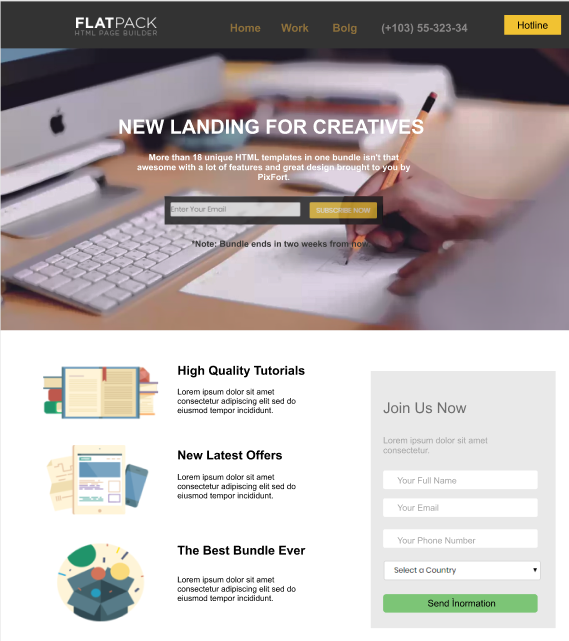 FLATPACK
HTML PAGE BUILDER
Home Work Bolg (+103) 55-323-34 Hotline
NEW LANDING FOR CREATIVES
More than 18 unique HTML templates in one bundle isn't that
awesome with a lot of features and great design brought to you by
PixFort.
Enter Your Email SUBSCRIBE NOW
*Note: Bundle ends in two weeks from now.
High Quality Tutorials
Lorem ipsum dolor sit amet
consectetur adipiscing elit sed do
eiusmod tempor incididunt.
New Latest Offers
Lorem ipsum dolor sit amet
consectetur adipiscing elit sed do
eiusmod tempor incididunt.
The Best Bundle Ever
Lorem ipsum dolor sit amet
consectetur adipiscing elit sed do
eiusmod tempor incididunt.
Join Us Now
Lorem ipsum dolor sit amet
consectetur.
Your Full Name
Your Email
Your Phone Number
Select a Country
Send İnormation